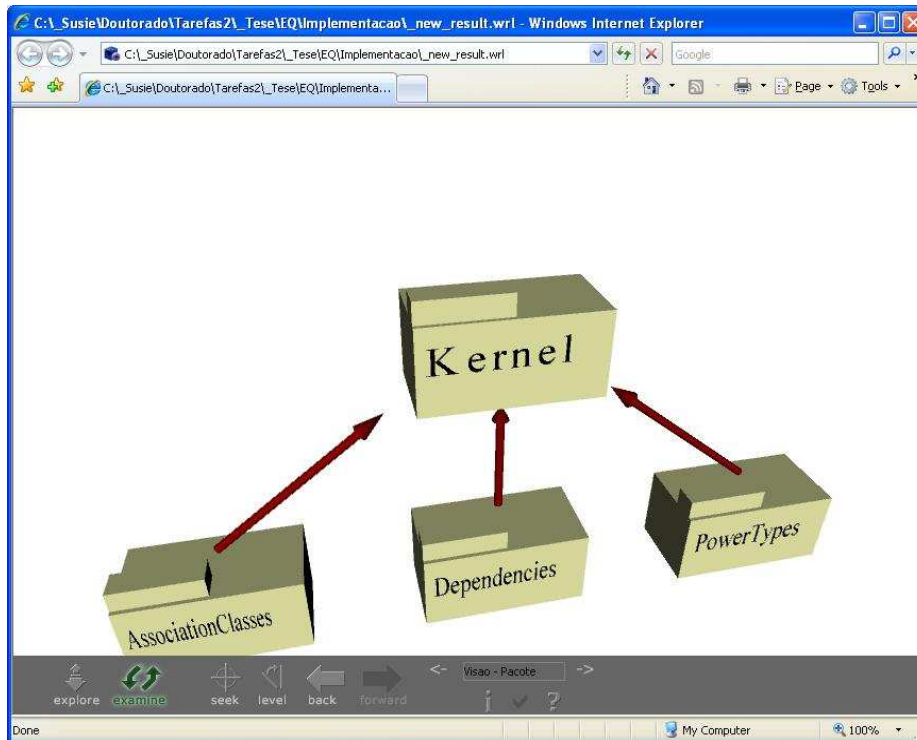 C:\_Susie\Doutorado\Tarefas2\_Tese\EQ\Implementacao\_new_result.wrl - Windows Internet Explorer
C:\_Susie\Doutorado\Tarefas2\_Tese\EQ\Implementacao\_new_result.wrl
Google
C:\_Susie\Doutorado\Tarefas2\_Tese\EQ\Implementa...
Page
Tools
Kernel
PowerTypes
Dependencies
AssociationClasses
<- Visao - Pacote ->
explore examine seek level back forward
i ?
Done
My Computer
100%